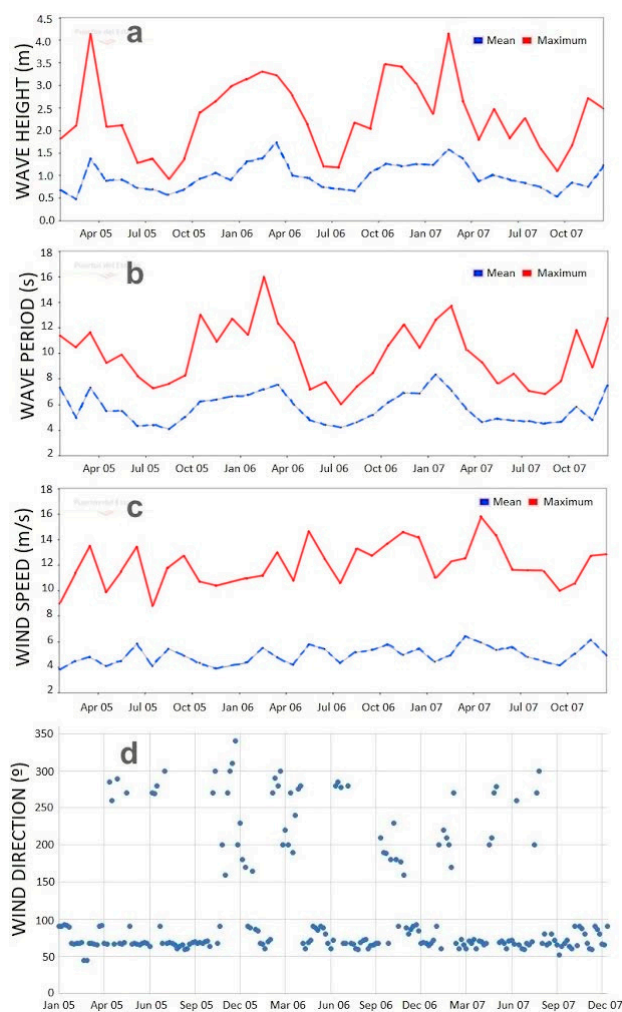 a
WAVE HEIGHT (m)
4.5
4.0
3.5
3.0
2.5
2.0
1.5
1.0
0.5
0.0
Mean Maximum
Apr 05 Jul 05 Oct 05 Jan 06 Apr 06 Jul 06 Oct 06 Jan 07 Apr 07 Jul 07 Oct 07
b
WAVE PERIOD (s)
18
16
14
12
10
8
6
4
2
Mean Maximum
Apr 05 Jul 05 Oct 05 Jan 06 Apr 06 Jul 06 Oct 06 Jan 07 Apr 07 Jul 07 Oct 07
c
WIND SPEED (m/s)
18
16
14
12
10
8
6
4
2
Mean Maximum
Apr 05 Jul 05 Oct 05 Jan 06 Apr 06 Jul 06 Oct 06 Jan 07 Apr 07 Jul 07 Oct 07
d
WIND DIRECTION (º)
350
300
250
200
150
100
50
0
Jan 05 Apr 05 Jun 05 Sep 05 Dec 05 Mar 06 Jun 06 Sep 06 Dec 06 Mar 07 Jun 07 Sep 07 Dec 07